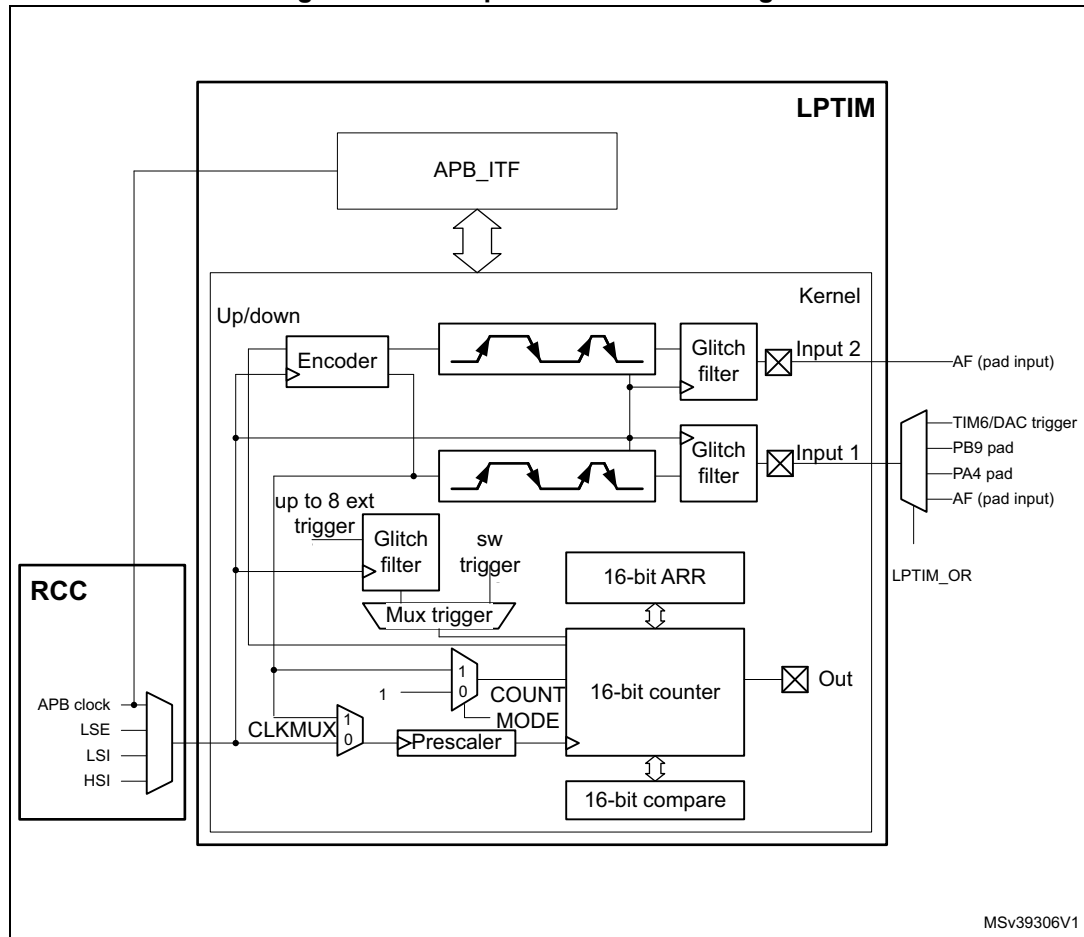 LPTIM
APB_ITF
Kernel
Up/down
Encoder
Glitch
filter
Input 2
AF (pad input)
Glitch
filter
Input 1
TIM6/DAC trigger
PB9 pad
PA4 pad
AF (pad input)
LPTIM_OR
up to 8 ext
trigger
Glitch
filter
sw
trigger
Mux trigger
16-bit ARR
RCC
APB clock
LSE
LSI
HSI
1
0
1
COUNT
MODE
16-bit counter
Out
CLKMUX
1
0
Prescaler
16-bit compare
MSv39306V1